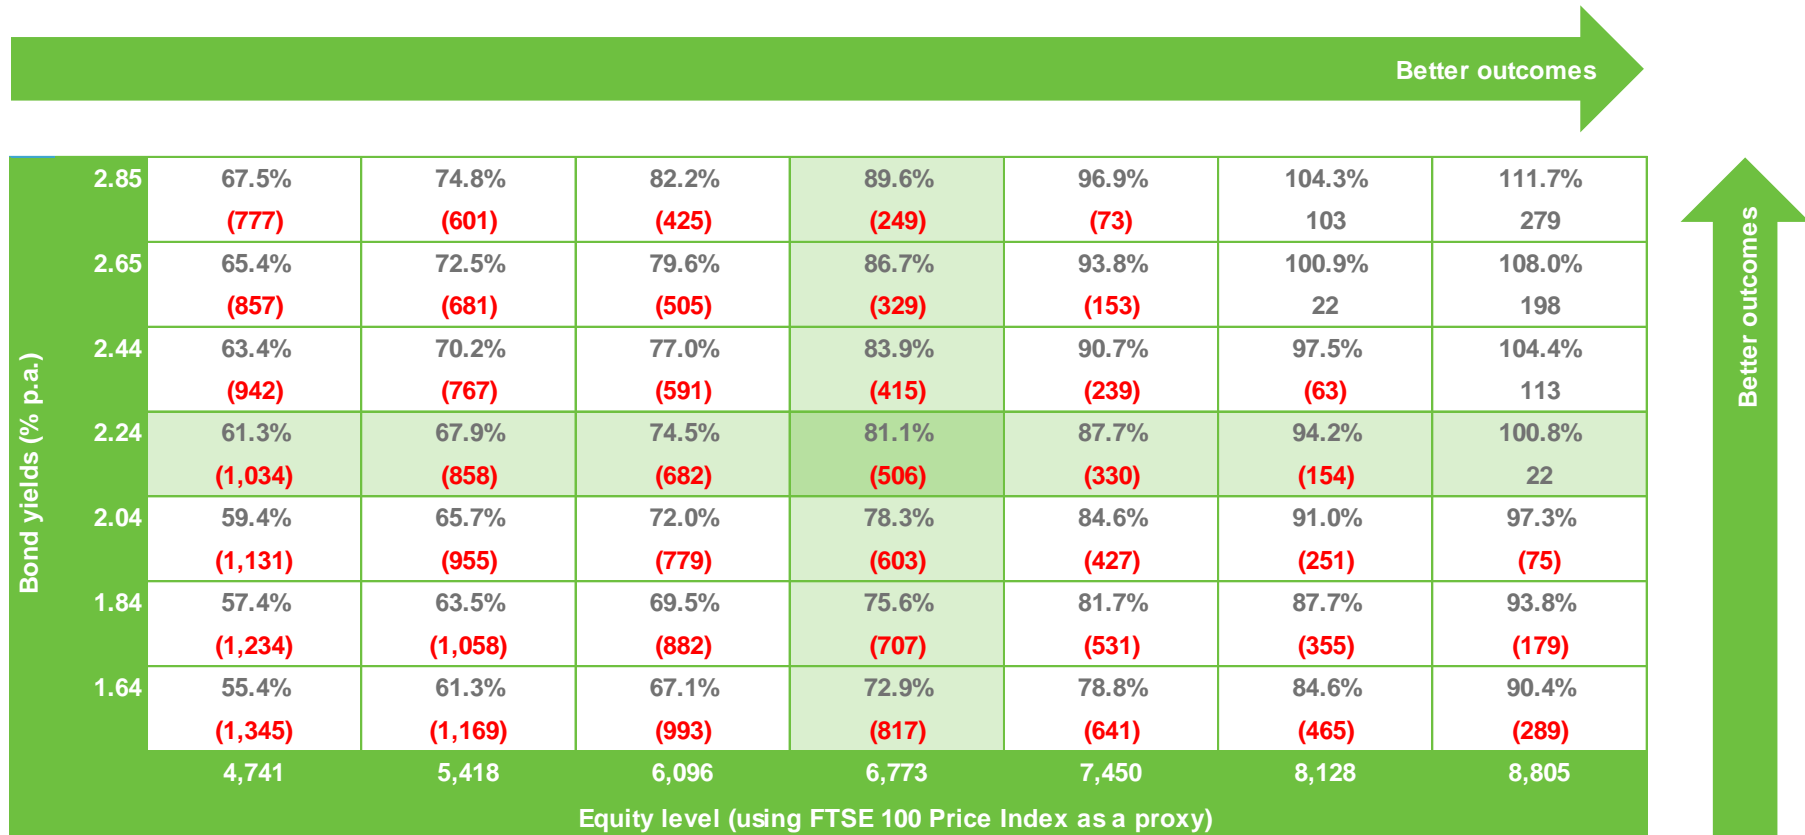 Better outcomes
2.85 67.5% 74.8% 82.2% 89.6% 96.9% 104.3% 111.7%
(777) (601) (425) (249) (73) 103 279
2.65 65.4% 72.5% 79.6% 86.7% 93.8% 100.9% 108.0%
(857) (681) (505) (329) (153) 22 198
2.44 63.4% 70.2% 77.0% 83.9% 90.7% 97.5% 104.4%
(942) (767) (591) (415) (239) (63) 113
2.24 61.3% 67.9% 74.5% 81.1% 87.7% 94.2% 100.8%
(1,034) (858) (682) (506) (330) (154) 22
2.04 59.4% 65.7% 72.0% 78.3% 84.6% 91.0% 97.3%
(1,131) (955) (779) (603) (427) (251) (75)
1.84 57.4% 63.5% 69.5% 75.6% 81.7% 87.7% 93.8%
(1,234) (1,058) (882) (707) (531) (355) (179)
1.64 55.4% 61.3% 67.1% 72.9% 78.8% 84.6% 90.4%
(1,345) (1,169) (993) (817) (641) (465) (289)
4,741 5,418 6,096 6,773 7,450 8,128 8,805
Equity level (using FTSE 100 Price Index as a proxy)
Bond yields (% p.a.)
Better outcomes